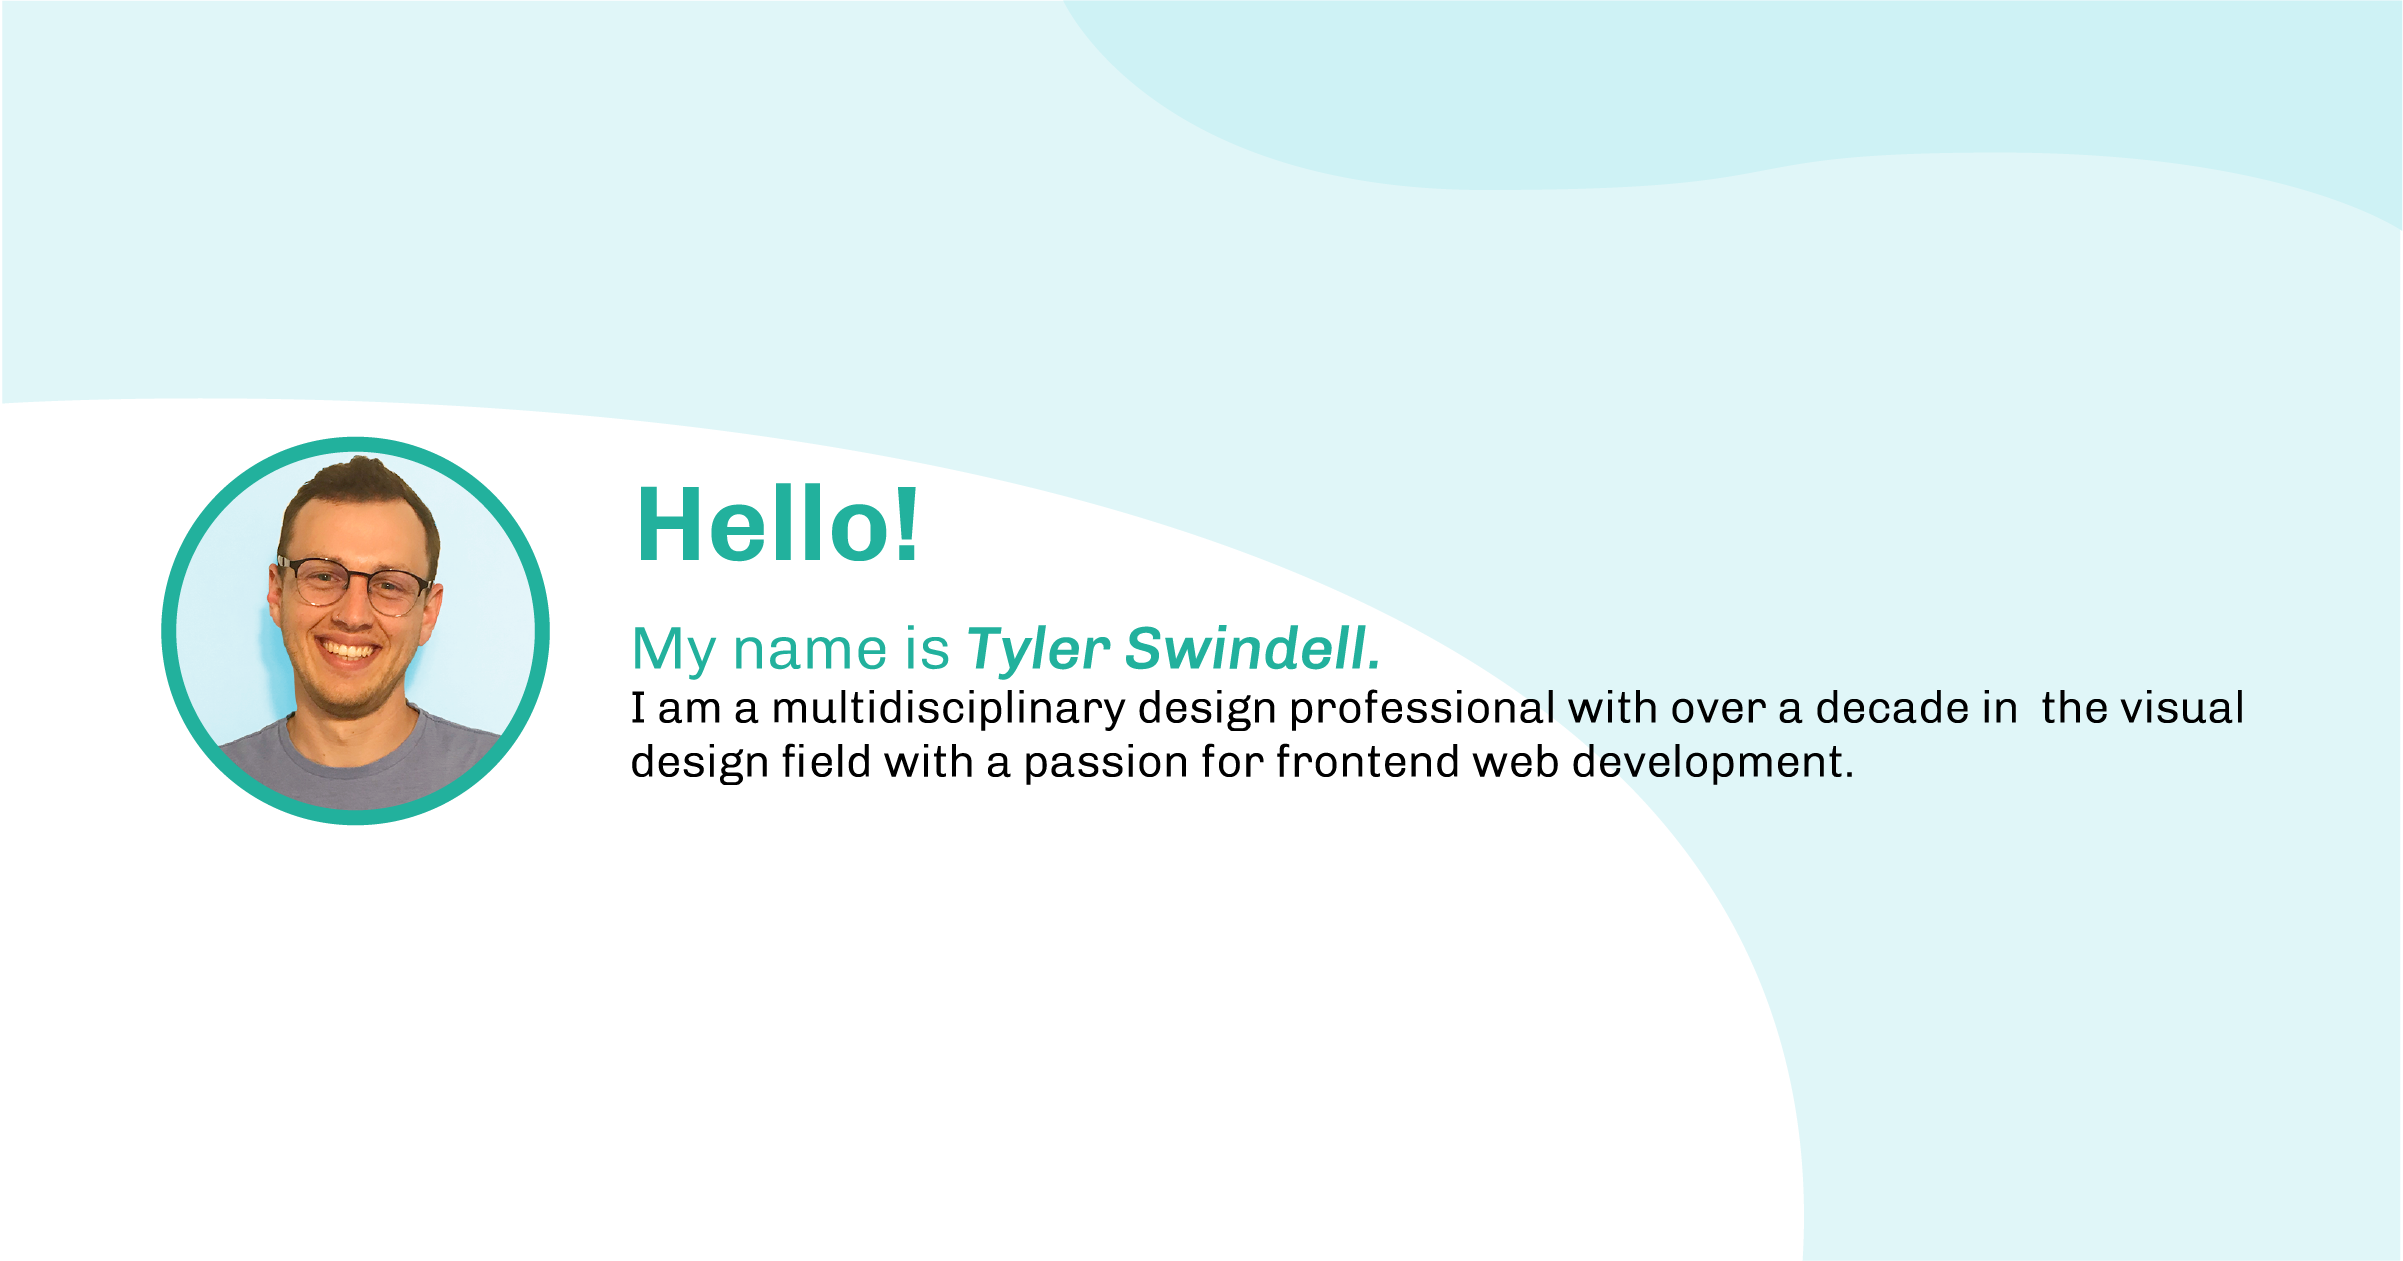 Hello!
My name is Tyler Swindell.
I am a multidisciplinary design professional with over a decade in  the visual
design field with a passion for frontend web development.